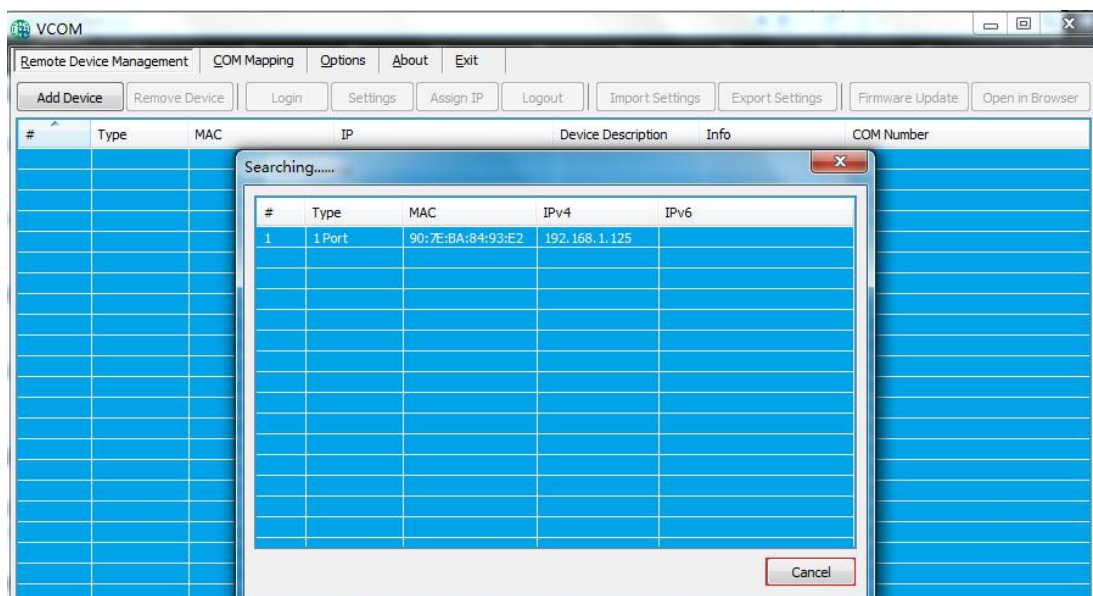 VCOM
Remote Device Management COM Mapping Options About Exit
Add Device Remove Device Login Settings Assign IP Logout Import Settings Export Settings Firmware Update Open in Browser
# Type MAC IP Device Description Info COM Number
Searching......
# Type MAC IPv4 IPv6
1 1 Port 90:7E:BA:84:93:E2 192.168.1.125
Cancel